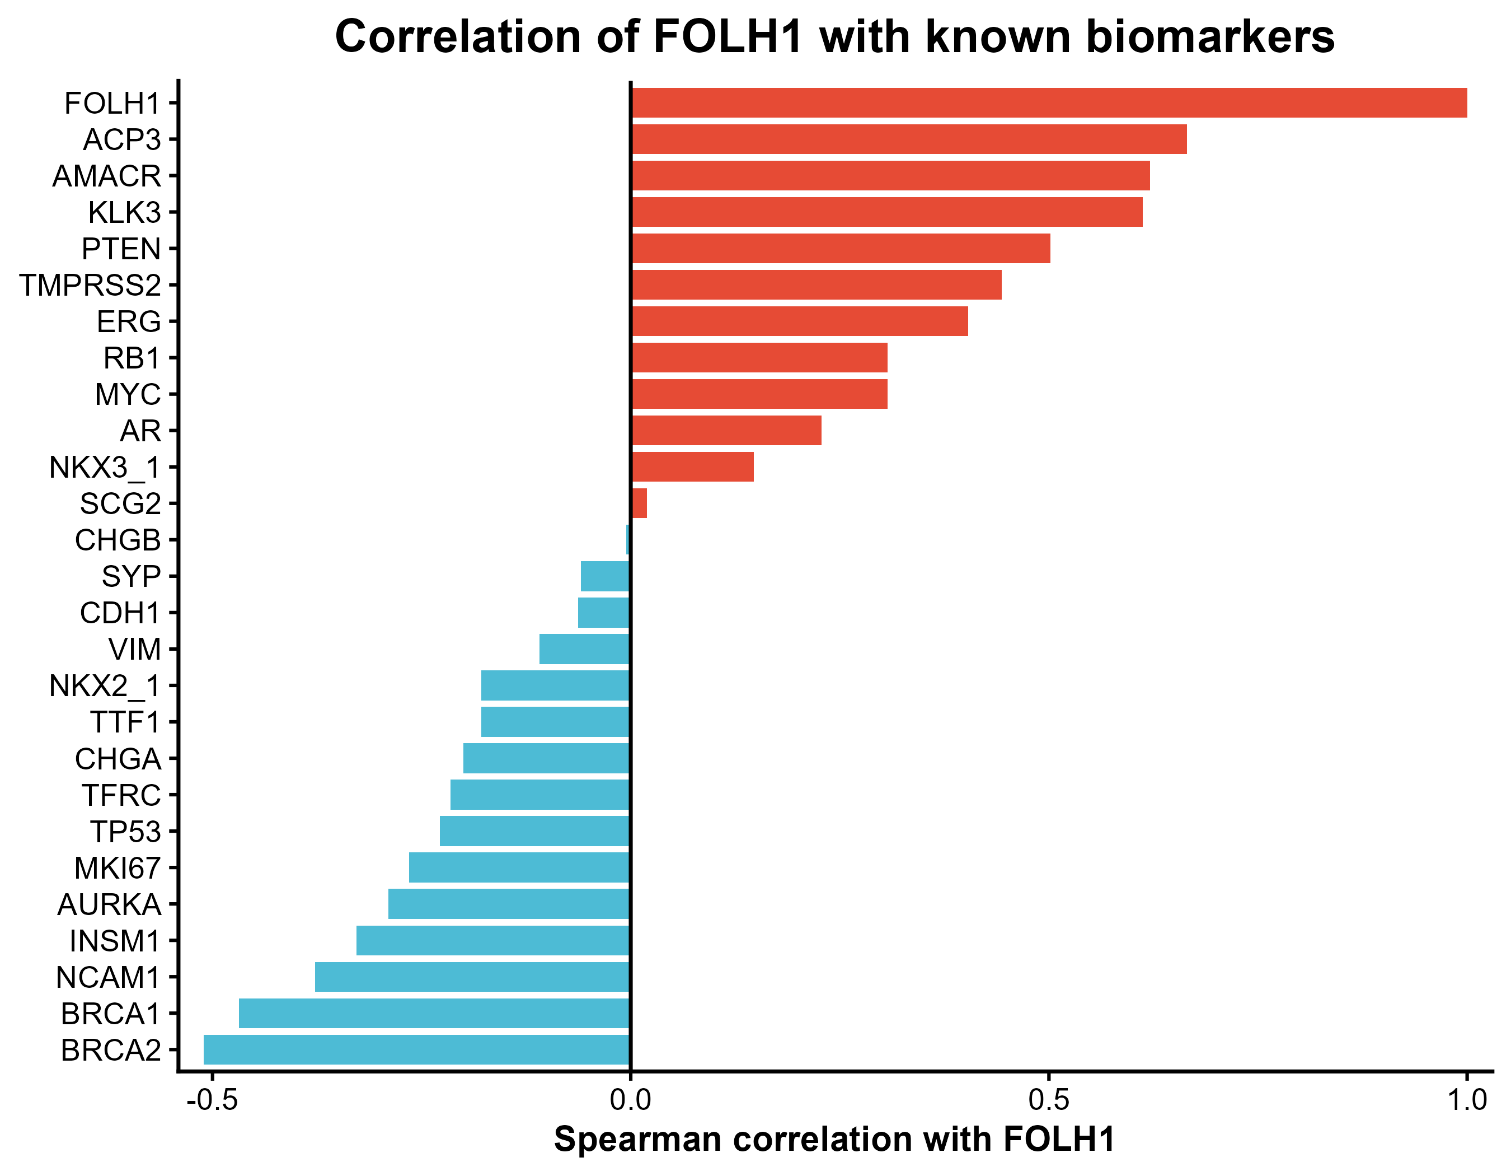 Correlation of FOLH1 with known biomarkers
FOLH1
ACP3
AMACR
KLK3
PTEN
TMPRSS2
ERG
RB1
MYC
AR
NKX3_1
SCG2
CHGB
SYP
CDH1
VIM
NKX2_1
TTF1
CHGA
TFRC
TP53
MKI67
AURKA
INSM1
NCAM1
BRCA1
BRCA2
-0.5 0.0 0.5 1.0
Spearman correlation with FOLH1